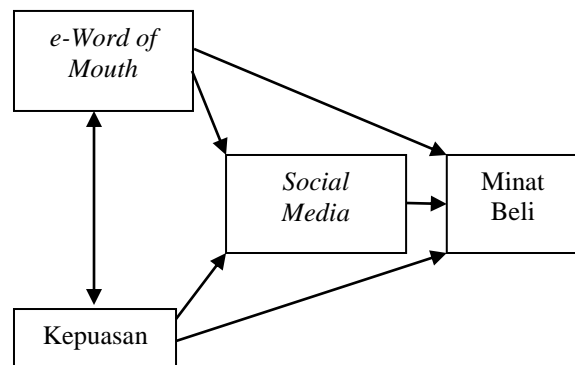 e-Word of
Mouth
Social
Media
Minat
Beli
Kepuasan